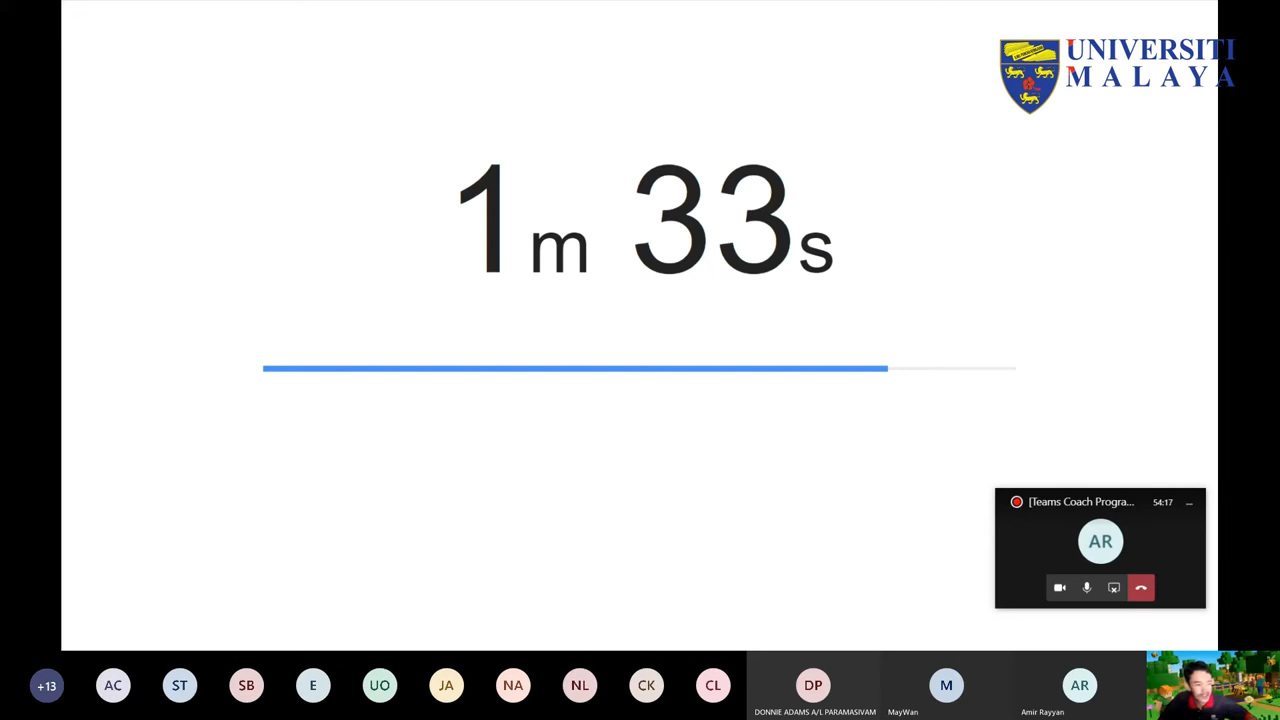 UNIVERSITI
MALAYA
1m 33s
[Teams Coach Progra... 54:17
AR
+13 AC ST SB E UO JA NA NL CK CL DP M AR
DONNIE ADAMS A/L PARAMASIVAM MayWan Amir Rayyan